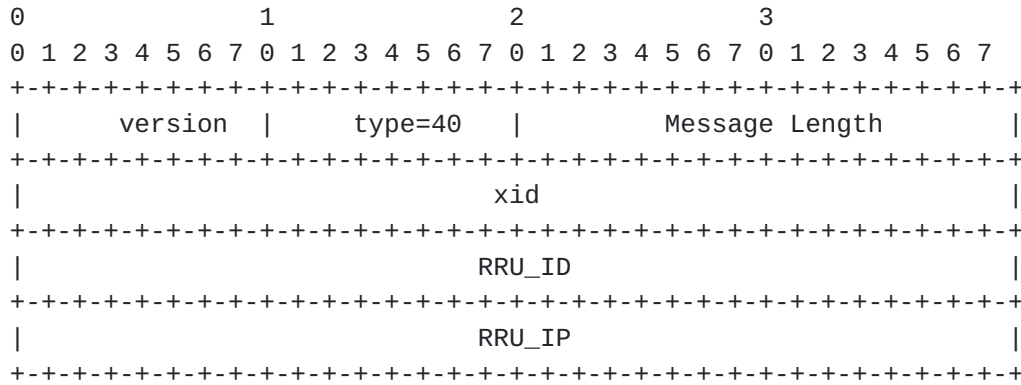 0                   1                   2                   3
0 1 2 3 4 5 6 7 0 1 2 3 4 5 6 7 0 1 2 3 4 5 6 7 0 1 2 3 4 5 6 7
+-+-+-+-+-+-+-+-+-+-+-+-+-+-+-+-+-+-+-+-+-+-+-+-+-+-+-+-+-+-+-+-+
|      version  |     type=40   |         Message Length        |
+-+-+-+-+-+-+-+-+-+-+-+-+-+-+-+-+-+-+-+-+-+-+-+-+-+-+-+-+-+-+-+-+
|                              xid                              |
+-+-+-+-+-+-+-+-+-+-+-+-+-+-+-+-+-+-+-+-+-+-+-+-+-+-+-+-+-+-+-+-+
|                             RRU_ID                            |
+-+-+-+-+-+-+-+-+-+-+-+-+-+-+-+-+-+-+-+-+-+-+-+-+-+-+-+-+-+-+-+-+
|                             RRU_IP                            |
+-+-+-+-+-+-+-+-+-+-+-+-+-+-+-+-+-+-+-+-+-+-+-+-+-+-+-+-+-+-+-+-+